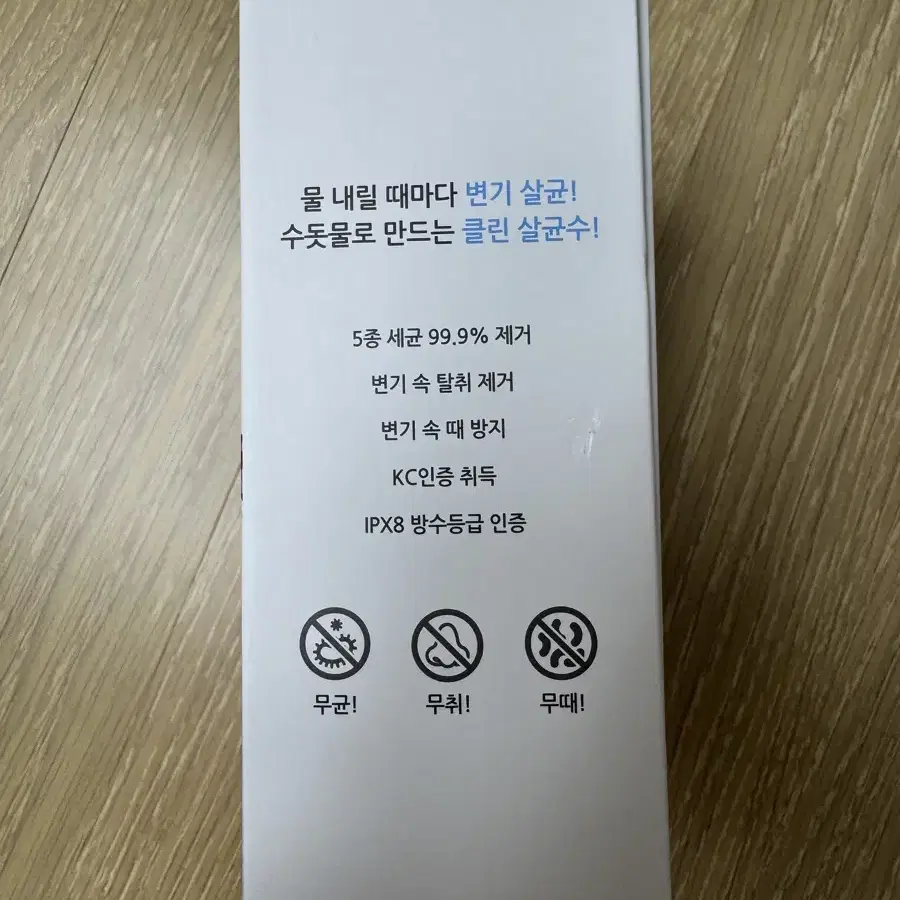 물 내릴 때마다 변기 살균!
수돗물로 만드는 클린 살균수!
5종 세균 99.9% 제거
변기 속 탈취 제거
변기 속 때 방지
KC인증 취득
IPX8 방수등급 인증
무균! 무취! 무때!